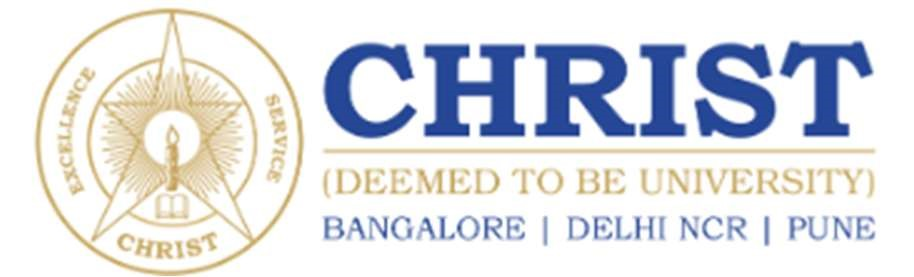 EXCELLENCE
SERVICE
CHRIST
CHRIST
(DEEMED TO BE UNIVERSITY)
BANGALORE | DELHI NCR | PUNE